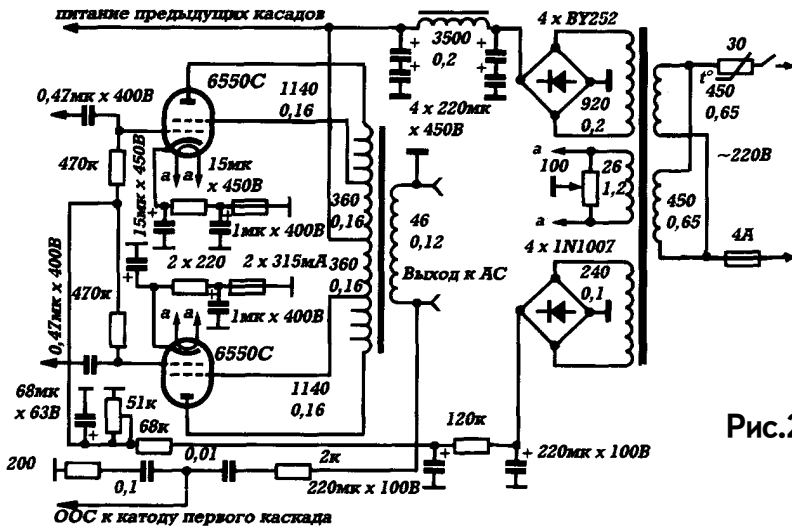 питание предыдущих касадов
3500
0,2
4 x BY252
30
t°
450
0,65
6550C
1140
0,16
920
0,2
0,47мк x 400В
4 x 220мк
x 450В
~220В
470к
15мк x 450В
a
a
15мк
x 450В
a
100
26
1,2
a
360
0,16
46
0,12
450
0,65
1мк x 400В
4 x 1N1007
4А
2 x 220
2 x 315мА
360
0,16
Выход к АС
240
0,1
0,47мк x 400В
470к
a
a
1мк x 400В
6550C
1140
0,16
68мк
x 63В
51к
68к
120к
Рис.2
200
0,1
0,01
2к
220мк x 100В
220мк x 100В
ООС к катоду первого каскада